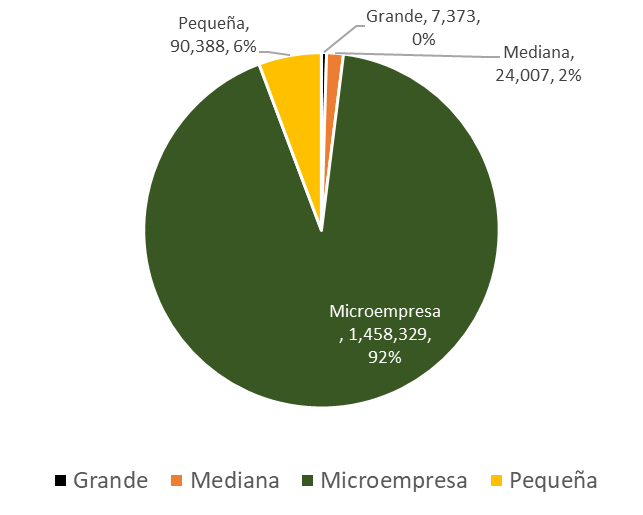 Pequeña,
90,388, 6%
Grande, 7,373,
0%
Mediana,
24,007, 2%
Microempresa
, 1,458,329,
92%
Grande Mediana Microempresa Pequeña